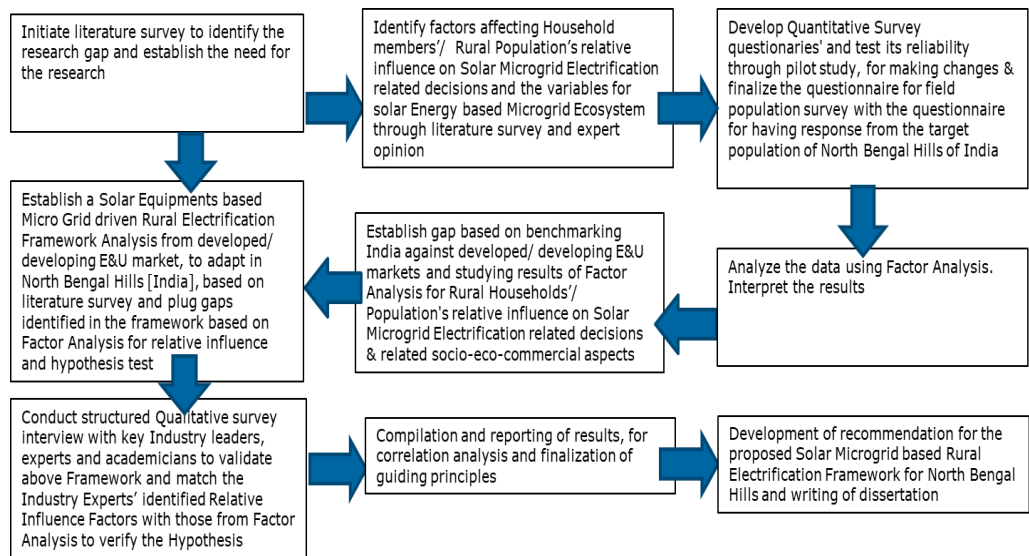 Initiate literature survey to identify the
research gap and establish the need for
the research
Identify factors affecting Household
members'/ Rural Population's relative
influence on Solar Microgrid Electrification
related decisions and the variables for
solar Energy based Microgrid Ecosystem
through literature survey and expert
opinion
Develop Quantitative Survey
questionaries' and test its reliability
through pilot study, for making changes &
finalize the questionnaire for field
population survey with the questionnaire
for having response from the target
population of North Bengal Hills of India
Analyze the data using Factor Analysis.
Interpret the results
Establish gap based on benchmarking
India against developed/ developing E&U
markets and studying results of Factor
Analysis for Rural Households'/
Population's relative influence on Solar
Microgrid Electrification related decisions
& related socio-eco-commercial aspects
Establish a Solar Equipments based
Micro Grid driven Rural Electrification
Framework Analysis from developed/
developing E&U market, to adapt in
North Bengal Hills [India], based on
literature survey and plug gaps
identified in the framework based on
Factor Analysis for relative influence
and hypothesis test
Conduct structured Qualitative survey
interview with key Industry leaders,
experts and academicians to validate
above Framework and match the
Industry Experts' identified Relative
Influence Factors with those from Factor
Analysis to verify the Hypothesis
Compilation and reporting of results, for
correlation analysis and finalization of
guiding principles
Development of recommendation for the
proposed Solar Microgrid based Rural
Electrification Framework for North Bengal
Hills and writing of dissertation